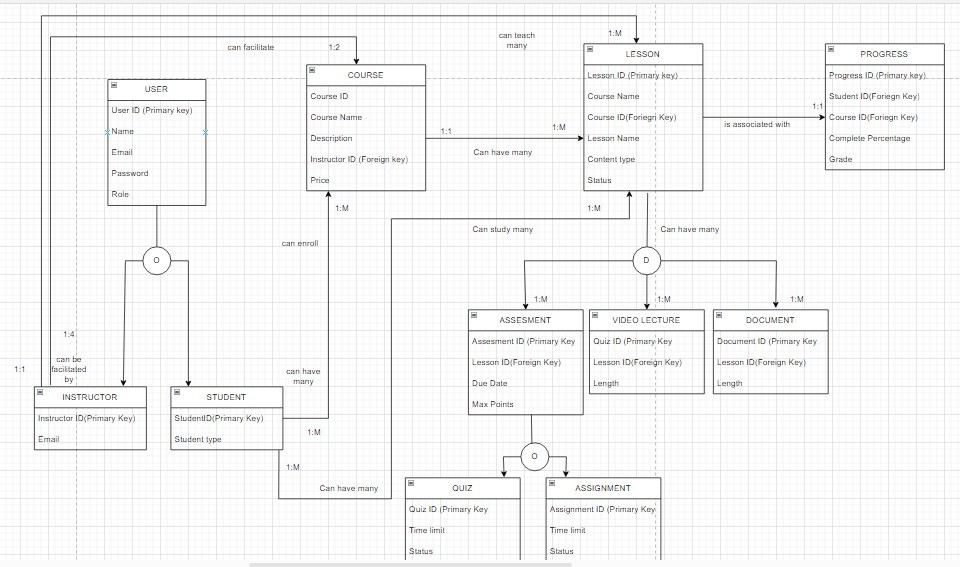 can facilitate
1:2
can teach
many
1:M
USER
User ID (Primary key)
Name
Email
Password
Role
COURSE
Course ID
Course Name
Description
Instructor ID (Foreign key)
Price
1:1
1:M
Can have many
LESSON
Lesson ID (Primary key)
Course Name
Course ID(Foriegn Key)
Lesson Name
Content type
Status
1:1
is associated with
PROGRESS
Progress ID (Primary key)
Student ID(Foriegn Key)
Course ID(Foriegn Key)
Complete Percentage
Grade
1:M
can enroll
1:M
Can study many
Can have many
O
D
1:M
1:M
1:M
1:4
can be
facilitated
by
1:1
can have
many
INSTRUCTOR
Instructor ID(Primary Key)
Email
STUDENT
StudentID(Primary Key)
Student type
1:M
1:M
Can have many
ASSESMENT
Assesment ID (Primary Key
Lesson ID(Foreign Key)
Due Date
Max Points
VIDEO LECTURE
Quiz ID (Primary Key
Lesson ID(Foreign Key)
Length
DOCUMENT
Document ID (Primary Key
Lesson ID(Foreign Key)
Length
O
QUIZ
Quiz ID (Primary Key
Time limit
Status
ASSIGNMENT
Assignment ID (Primary Key
Time limit
Status